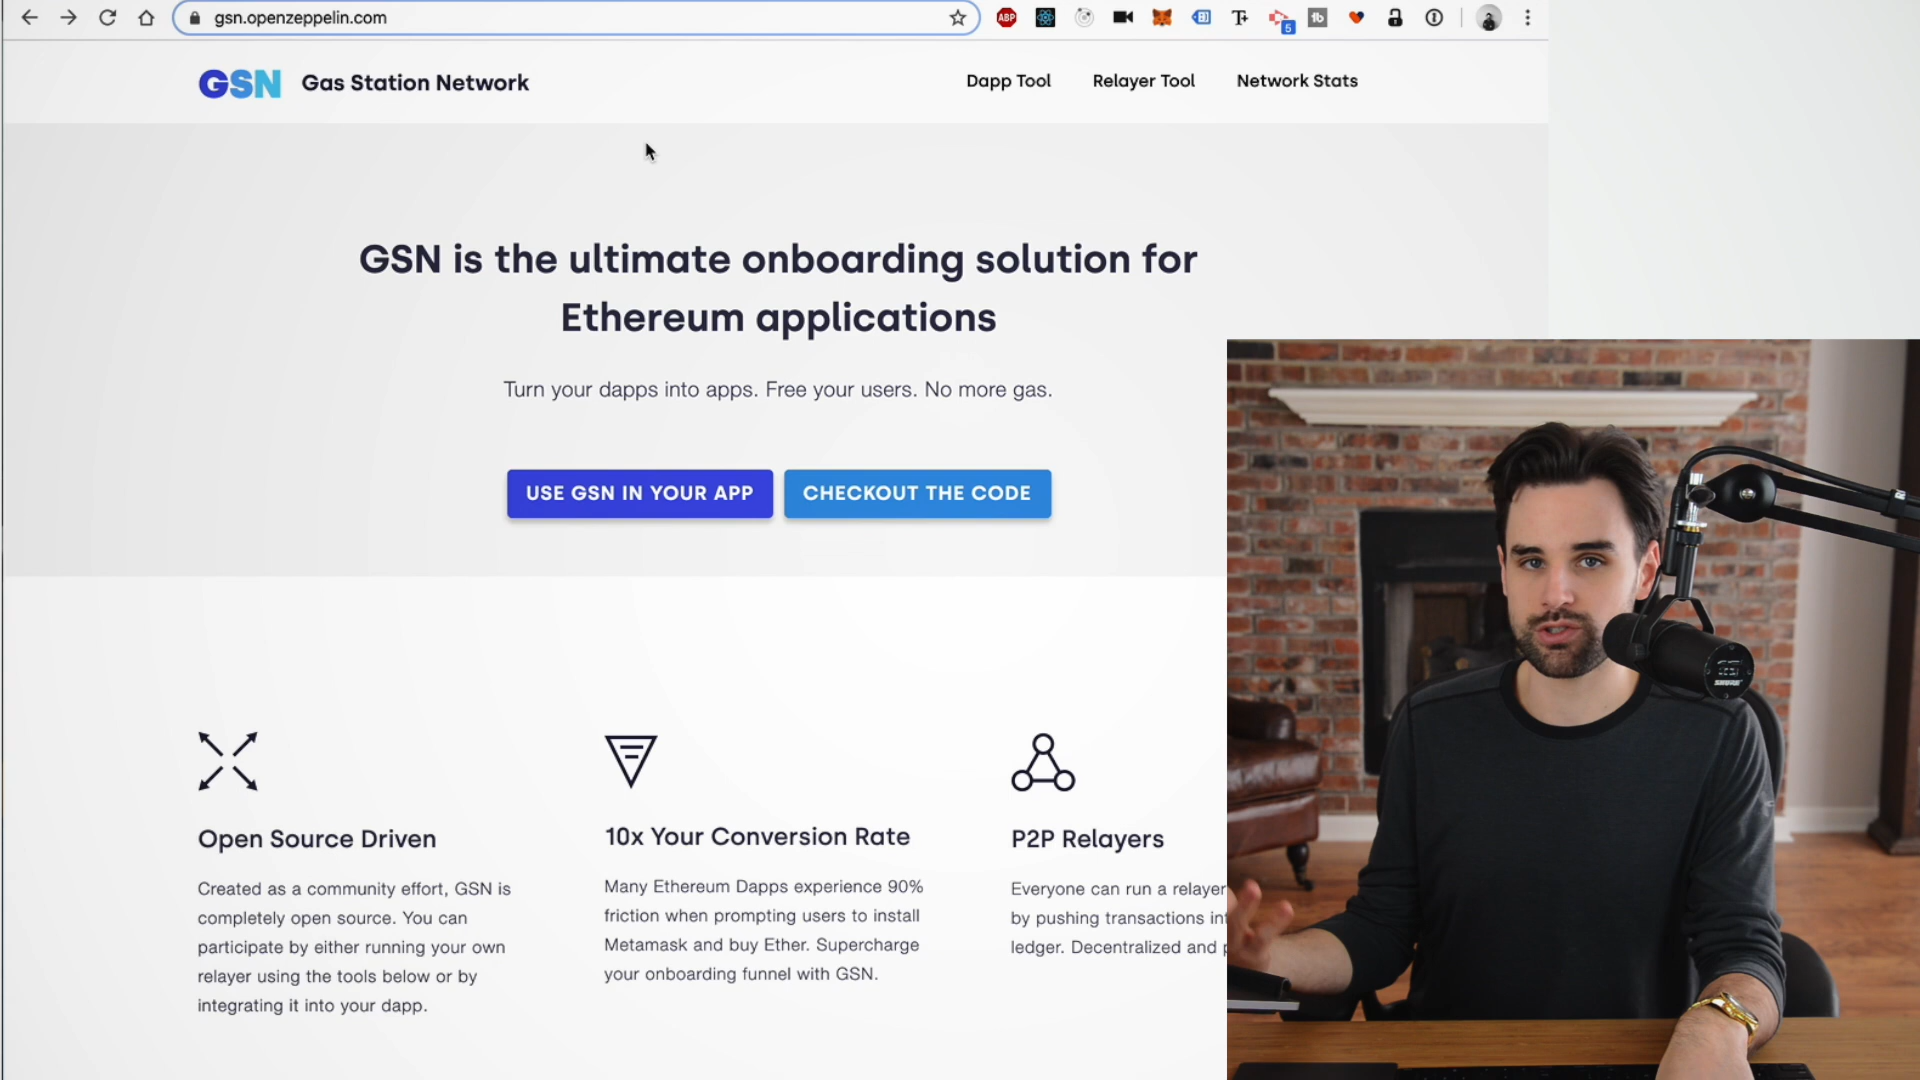 gsn.openzeppelin.com
ABP
T
5
tb
GSN Gas Station Network
Dapp Tool Relayer Tool Network Stats
GSN is the ultimate onboarding solution for
Ethereum applications
Turn your dapps into apps. Free your users. No more gas.
USE GSN IN YOUR APP CHECKOUT THE CODE
Open Source Driven
Created as a community effort, GSN is
completely open source. You can
participate by either running your own
relayer using the tools below or by
integrating it into your dapp.
10x Your Conversion Rate
Many Ethereum Dapps experience 90%
friction when prompting users to install
Metamask and buy Ether. Supercharge
your onboarding funnel with GSN.
P2P Relayers
Everyone can run a relayer
by pushing transactions
ledger. Decentralized and
SHURE